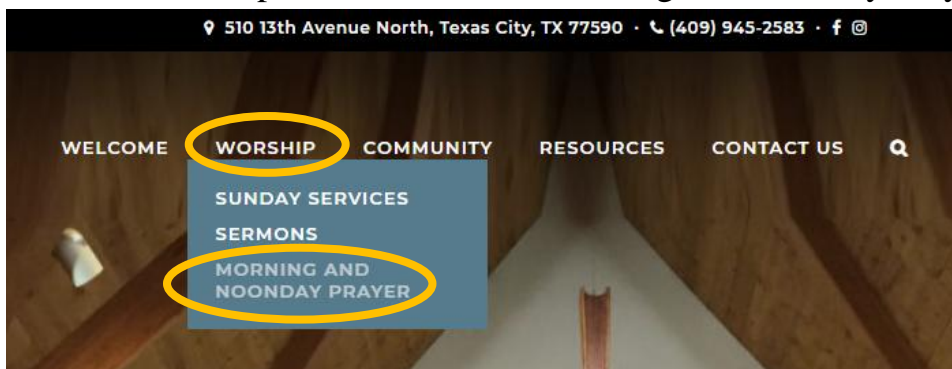 510 13th Avenue North, Texas City, TX 77590 · (409) 945-2583 ·
WELCOME WORSHIP COMMUNITY RESOURCES CONTACT US
SUNDAY SERVICES
SERMONS
MORNING AND
NOONDAY PRAYER